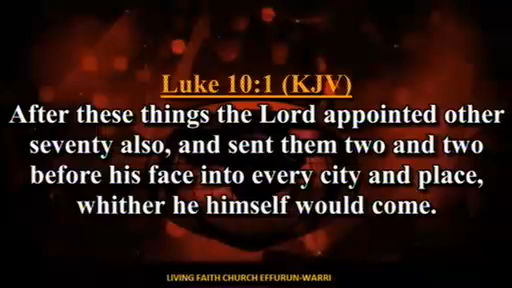 Luke 10:1 (KJV)
After these things the Lord appointed other
seventy also, and sent them two and two
before his face into every city and place,
whither he himself would come.
LIVING FAITH CHURCH EFFURUN-WARRI